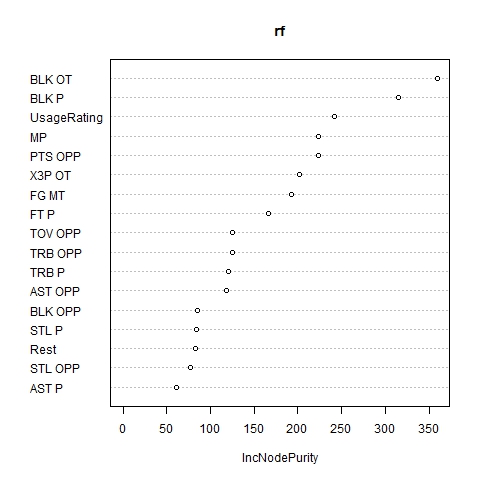 rf
BLK OT
BLK P
UsageRating
MP
PTS OPP
X3P OT
FG MT
FT P
TOV OPP
TRB OPP
TRB P
AST OPP
BLK OPP
STL P
Rest
STL OPP
AST P
0 50 100 150 200 250 300 350
IncNodePurity